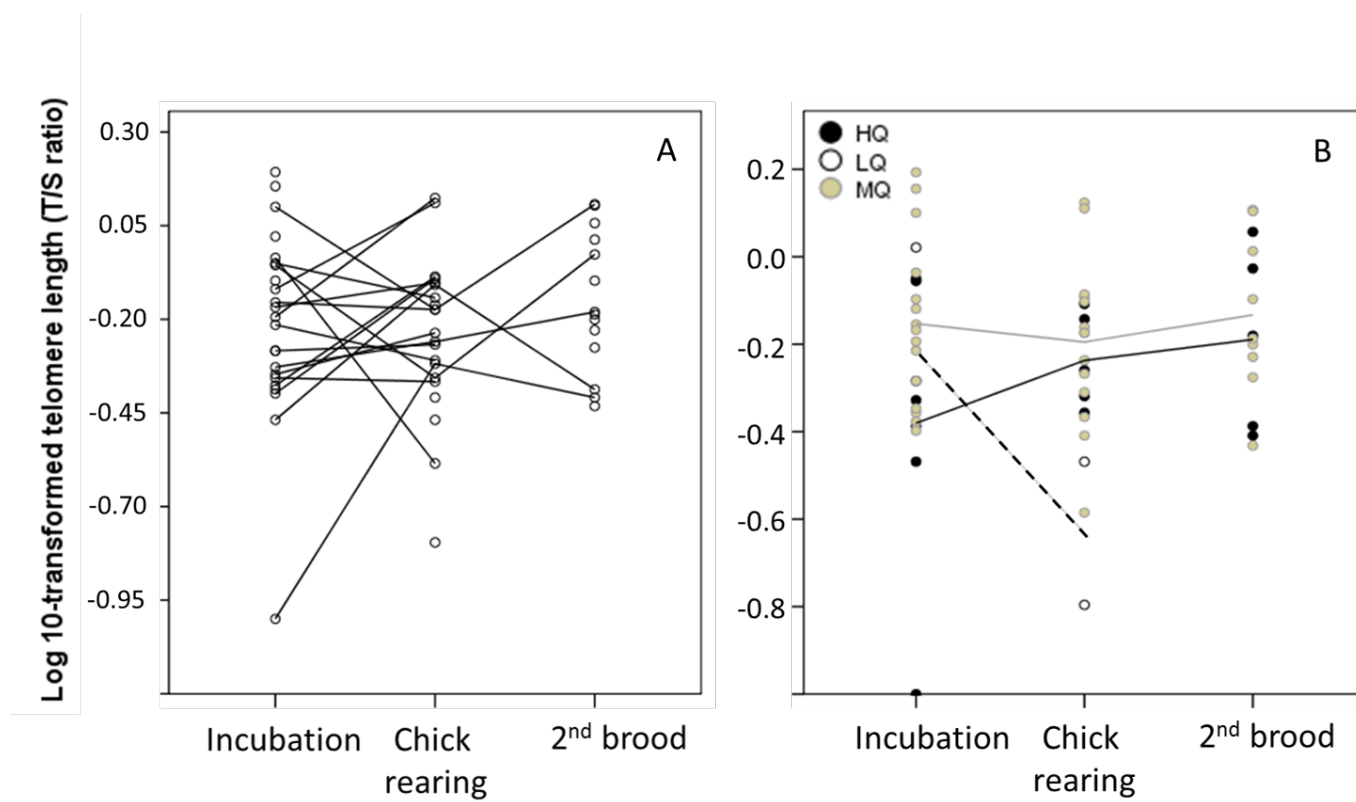 Log 10-transformed telomere length (T/S ratio)
0.30
0.05
-0.20
-0.45
-0.70
-0.95
A
Incubation
Chick
rearing
2nd brood
HQ
LQ
MQ
B
0.2
0.0
-0.2
-0.4
-0.6
-0.8
Incubation
Chick
rearing
2nd brood